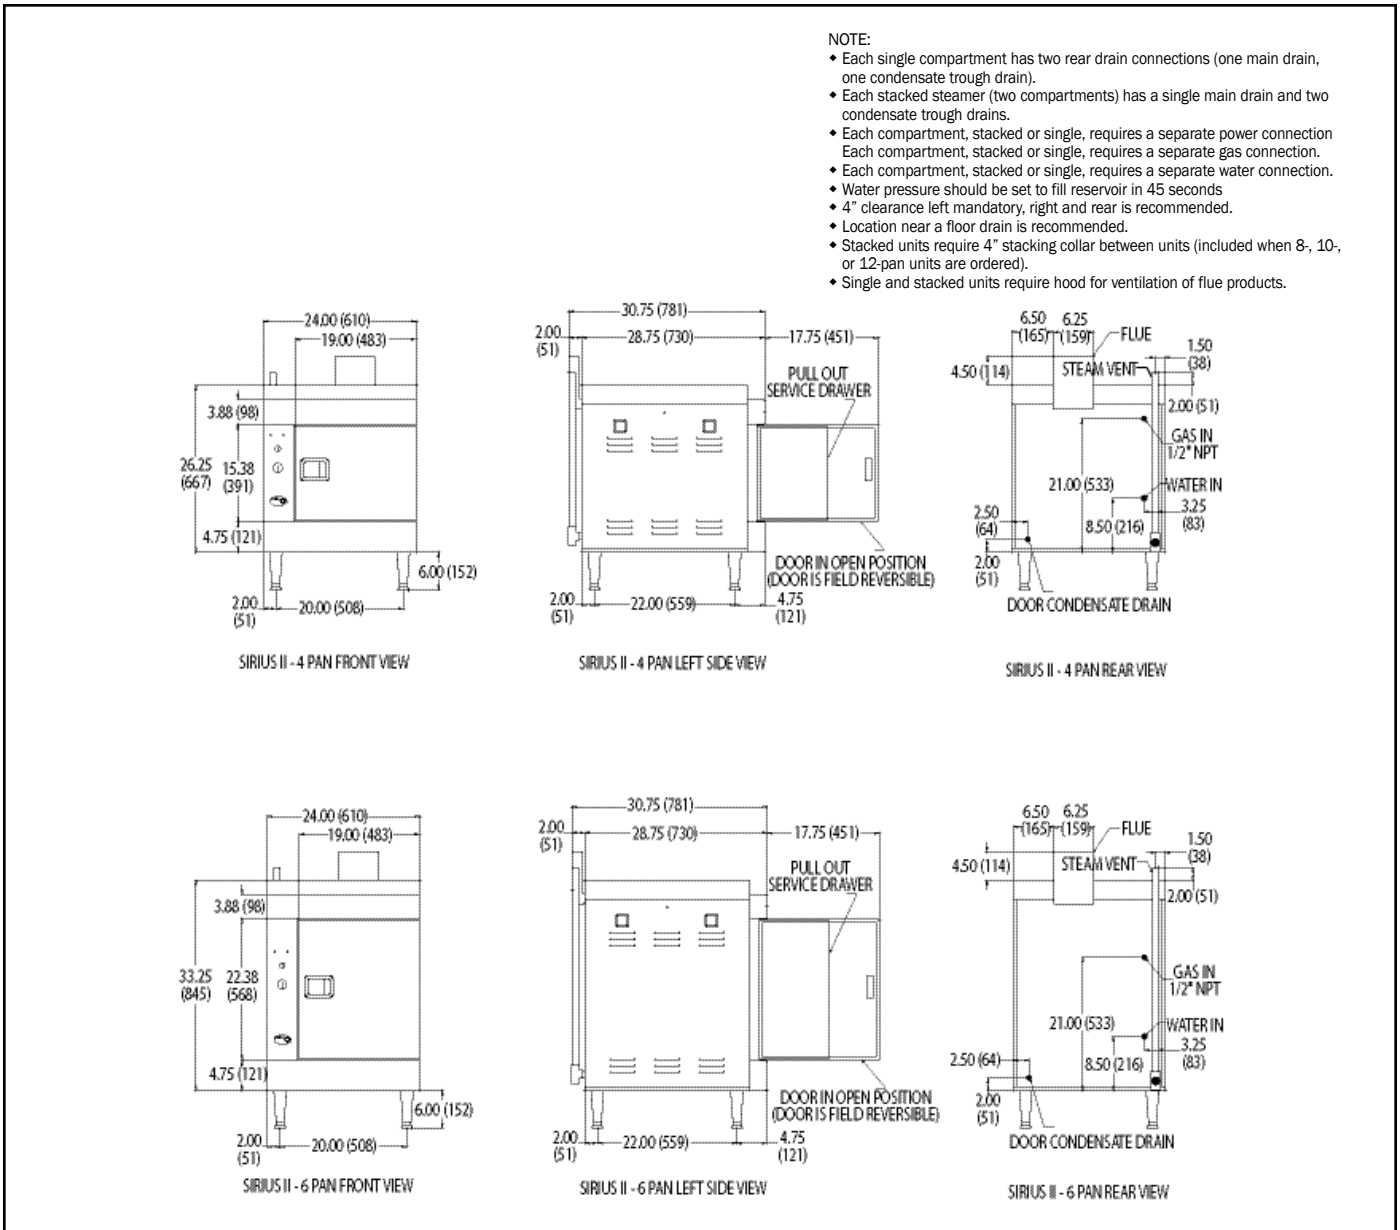 NOTE:
◆ Each single compartment has two rear drain connections (one main drain,
one condensate trough drain).
◆ Each stacked steamer (two compartments) has a single main drain and two
condensate trough drains.
◆ Each compartment, stacked or single, requires a separate power connection
Each compartment, stacked or single, requires a separate gas connection.
◆ Each compartment, stacked or single, requires a separate water connection.
◆ Water pressure should be set to fill reservoir in 45 seconds
◆ 4” clearance left mandatory, right and rear is recommended.
◆ Location near a floor drain is recommended.
◆ Stacked units require 4” stacking collar between units (included when 8-, 10-,
or 12-pan units are ordered).
◆ Single and stacked units require hood for ventilation of flue products.
24.00 (610)
19.00 (483)
3.88 (98)
26.25
(667)
15.38
(391)
4.75 (121)
6.00 (152)
2.00
(51)
20.00 (508)
SIRIUS II - 4 PAN FRONT VIEW
30.75 (781)
2.00
(51)
28.75 (730)
17.75 (451)
PULL OUT
SERVICE DRAWER
DOOR IN OPEN POSITION
(DOOR IS FIELD REVERSIBLE)
2.00
(51)
22.00 (559)
4.75
(121)
SIRIUS II - 4 PAN LEFT SIDE VIEW
6.50
(165)
6.25
(159)
FLUE
1.50
(38)
4.50 (114)
STEAM VENT
2.00 (51)
GAS IN
1/2" NPT
21.00 (533)
WATER IN
3.25
(83)
2.50
(64)
8.50 (216)
2.00
(51)
DOOR CONDENSATE DRAIN
SIRIUS II - 4 PAN REAR VIEW
24.00 (610)
19.00 (483)
3.88 (98)
33.25
(845)
22.38
(568)
4.75 (121)
6.00 (152)
2.00
(51)
20.00 (508)
SIRIUS II - 6 PAN FRONT VIEW
30.75 (781)
2.00
(51)
28.75 (730)
17.75 (451)
PULL OUT
SERVICE DRAWER
DOOR IN OPEN POSITION
(DOOR IS FIELD REVERSIBLE)
2.00
(51)
22.00 (559)
4.75
(121)
SIRIUS II - 6 PAN LEFT SIDE VIEW
6.50
(165)
6.25
(159)
FLUE
1.50
(38)
4.50 (114)
STEAM VENT
2.00 (51)
GAS IN
1/2" NPT
21.00 (533)
WATER IN
3.25
(83)
2.50 (64)
8.50 (216)
2.00
(51)
DOOR CONDENSATE DRAIN
SIRIUS II - 6 PAN REAR VIEW